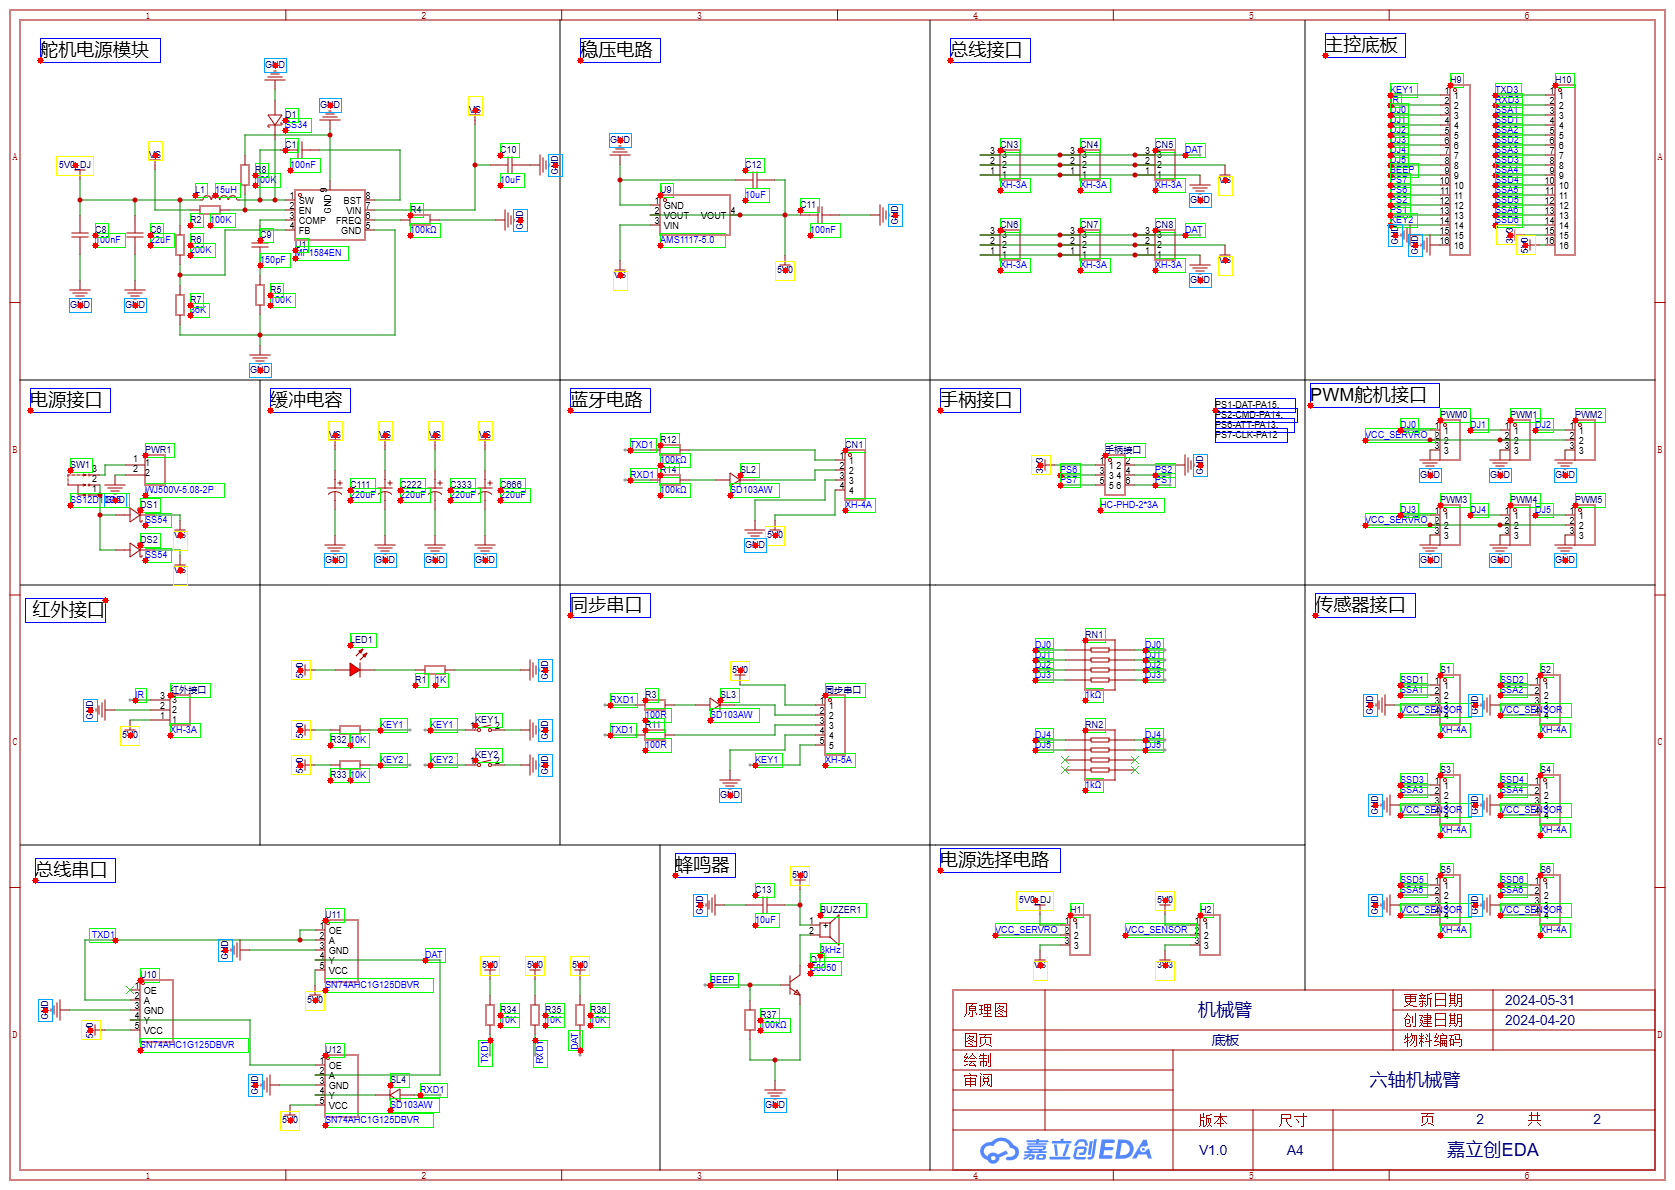 舵机电源模块
GND
D1
SS34
GND
VS
5V0_DJ
VS
C1
100nF
R8
100K
C10
10uF
GND
L1
15uH
SW
EN
COMP
FB
GND
BST
VIN
FREQ
GND
R2
100K
U1
MP1584EN
R4
100kΩ
GND
C8
100nF
C6
22uF
R6
200K
C9
150pF
R5
100K
R7
GND
GND
GND
稳压电路
GND
C12
10uF
U9
GND
VOUT
VIN
VOUT
AMS1117-5.0
C11
100nF
GND
VS
5V0
总线接口
CN3
CN4
CN5
DAT
XH-3A
XH-3A
XH-3A
VS
GND
CN6
CN7
CN8
DAT
XH-3A
XH-3A
XH-3A
VS
GND
主控底板
H9
H10
KEY1
TXD3
RXD3
BEEP
KEY2
GND
GND
3V3
5V0
电源接口
PWR1
SW1
WJ500V-5.08-2P
GND
DS1
SS54
VS
DS2
SS54
VS
缓冲电容
VS
VS
VS
VS
C111
220uF
C222
220uF
C333
220uF
C666
220uF
GND
GND
GND
GND
蓝牙电路
TXD1
R12
100kΩ
CN1
RXD1
R14
100kΩ
SL2
SD103AW
XH-4A
GND
5V0
手柄接口
PS1-DAT-PA15,
PS2-CMD-PA14,
PS6-ATT-PA13,
PS7-CLK-PA12
手柄接口
3V3
PS6
PS7
PS2
PS1
GND
HC-PHD-2*3A
PWM舵机接口
PWM0
PWM1
PWM2
DJ0
DJ1
DJ2
VCC_SERVRO
GND
GND
GND
PWM3
PWM4
PWM5
DJ3
DJ4
DJ5
VCC_SERVRO
GND
GND
GND
红外接口
IR
红外接口
GND
5V0
XH-3A
LED1
5V0
R1
1K
GND
5V0
R32
10K
KEY1
KEY1
KEY1
GND
5V0
R33
10K
KEY2
KEY2
KEY2
GND
同步串口
5V0
RXD1
R3
100R
SL3
SD103AW
同步串口
TXD1
R11
100R
KEY1
XH-5A
GND
RN1
DJ0
DJ1
DJ2
DJ3
DJ0
DJ1
DJ2
DJ3
1kΩ
RN2
DJ4
DJ5
DJ4
DJ5
1kΩ
传感器接口
S1
S2
SSD1
SSA1
VCC_SENSOR
XH-4A
GND
SSD2
SSA2
VCC_SENSOR
XH-4A
GND
S3
S4
SSD3
SSA3
VCC_SENSOR
XH-4A
GND
SSD4
SSA4
VCC_SENSOR
XH-4A
GND
S5
S6
SSD5
SSA5
VCC_SENSOR
XH-4A
GND
SSD6
SSA6
VCC_SENSOR
XH-4A
GND
总线串口
TXD1
U11
OE
A
GND
Y
VCC
SN74AHC1G125DBVR
GND
5V0
DAT
U10
OE
A
GND
Y
VCC
SN74AHC1G125DBVR
GND
5V0
U12
OE
A
GND
Y
VCC
SN74AHC1G125DBVR
GND
5V0
SL4
SD103AW
RXD1
5V0
5V0
5V0
R34
10K
R35
10K
R36
10K
TXD1
RXD1
DAT
蜂鸣器
5V0
C13
10uF
GND
BUZZER1
3kHz
BEEP
R37
100kΩ
GND
电源选择电路
5V0_DJ
H1
VCC_SERVRO
VS
5V0
H2
VCC_SENSOR
3V3
原理图
机械臂
更新日期
2024-05-31
创建日期
2024-04-20
图页
底板
物料编码
绘制
审阅
六轴机械臂
版本
尺寸
页 2 共 2
嘉立创EDA
V1.0
A4
嘉立创EDA